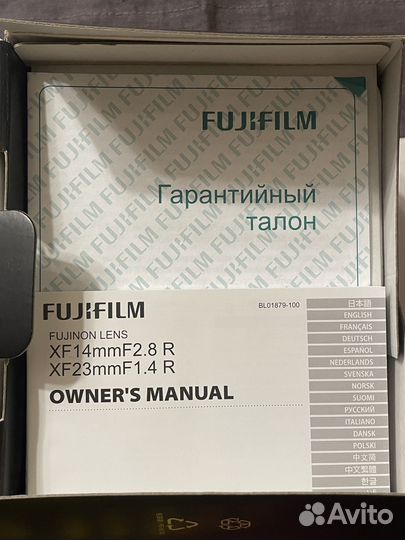 FUJIFILM
Гарантийный
талон
FUJIFILM
BL01879-100
FUJINON LENS
XF14mmF2.8 R
XF23mmF1.4 R
OWNER'S MANUAL
日本語
ENGLISH
FRANÇAIS
DEUTSCH
ESPAÑOL
NEDERLANDS
SVENSKA
NORSK
SUOMI
РУССКИЙ
ITALIANO
DANSK
POLSKI
中文简
中文繁體
한글
Avito